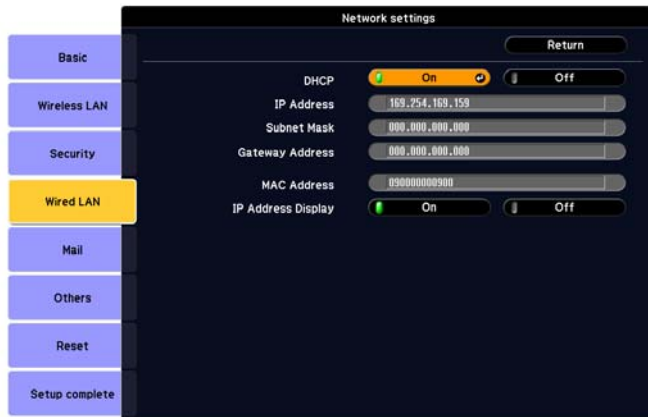 Network settings
Return
Basic
DHCP On Off
Wireless LAN
IP Address 169.254.169.159
Subnet Mask 000.000.000.000
Security
Gateway Address 000.000.000.000
MAC Address 090000000900
Wired LAN
IP Address Display On Off
Mail
Others
Reset
Setup complete